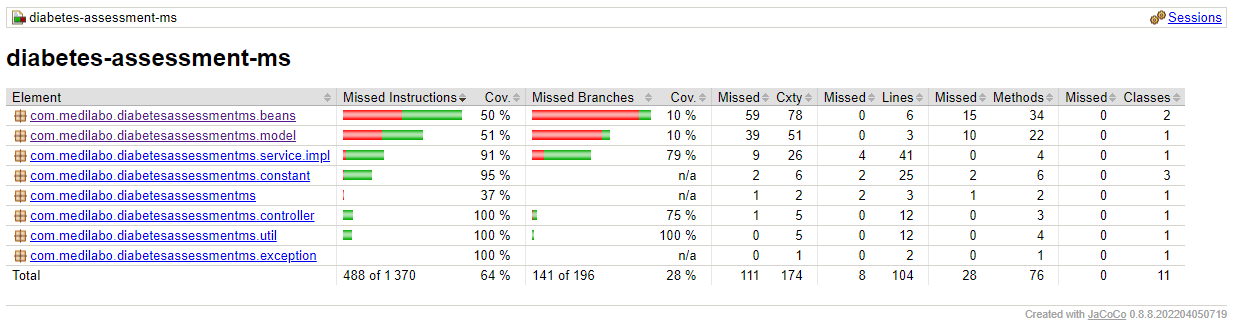 diabetes-assessment-ms Sessions
diabetes-assessment-ms
Element Missed Instructions Cov. Missed Branches Cov. Missed Cxty Missed Lines Missed Methods Missed Classes
com.medilabo.diabetesassessmentms.beans 50 % 10 % 59 78 0 6 15 34 0 2
com.medilabo.diabetesassessmentms.model 51 % 10 % 39 51 0 3 10 22 0 1
com.medilabo.diabetesassessmentms.service.impl 91 % 79 % 9 26 4 41 0 4 0 1
com.medilabo.diabetesassessmentms.constant 95 % n/a 2 6 2 25 2 6 0 3
com.medilabo.diabetesassessmentms 37 % n/a 1 2 2 3 1 2 0 1
com.medilabo.diabetesassessmentms.controller 100 % 75 % 1 5 0 12 0 3 0 1
com.medilabo.diabetesassessmentms.util 100 % 100 % 0 5 0 12 0 4 0 1
com.medilabo.diabetesassessmentms.exception 100 % n/a 0 1 0 2 0 1 0 1
Total 488 of 1 370 64 % 141 of 196 28 % 111 174 8 104 28 76 0 11
Created with JaCoCo 0.8.8.202204050719